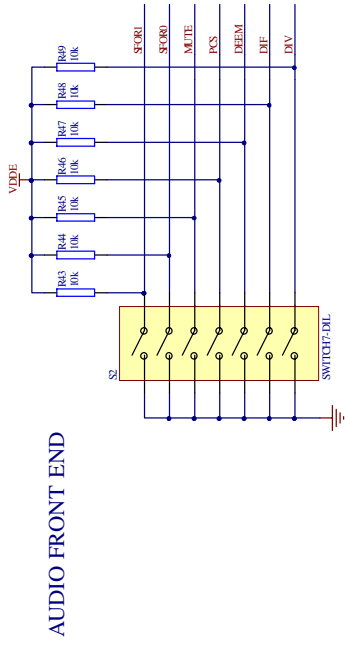 AUDIO FRONT END
VDDE
R43
10k
R44
10k
R45
10k
R46
10k
R47
10k
R48
10k
R49
10k
SFOR1
SFOR0
MUTE
PCS
DEEM
DIF
DIV
S2
SWITCH7-DIL